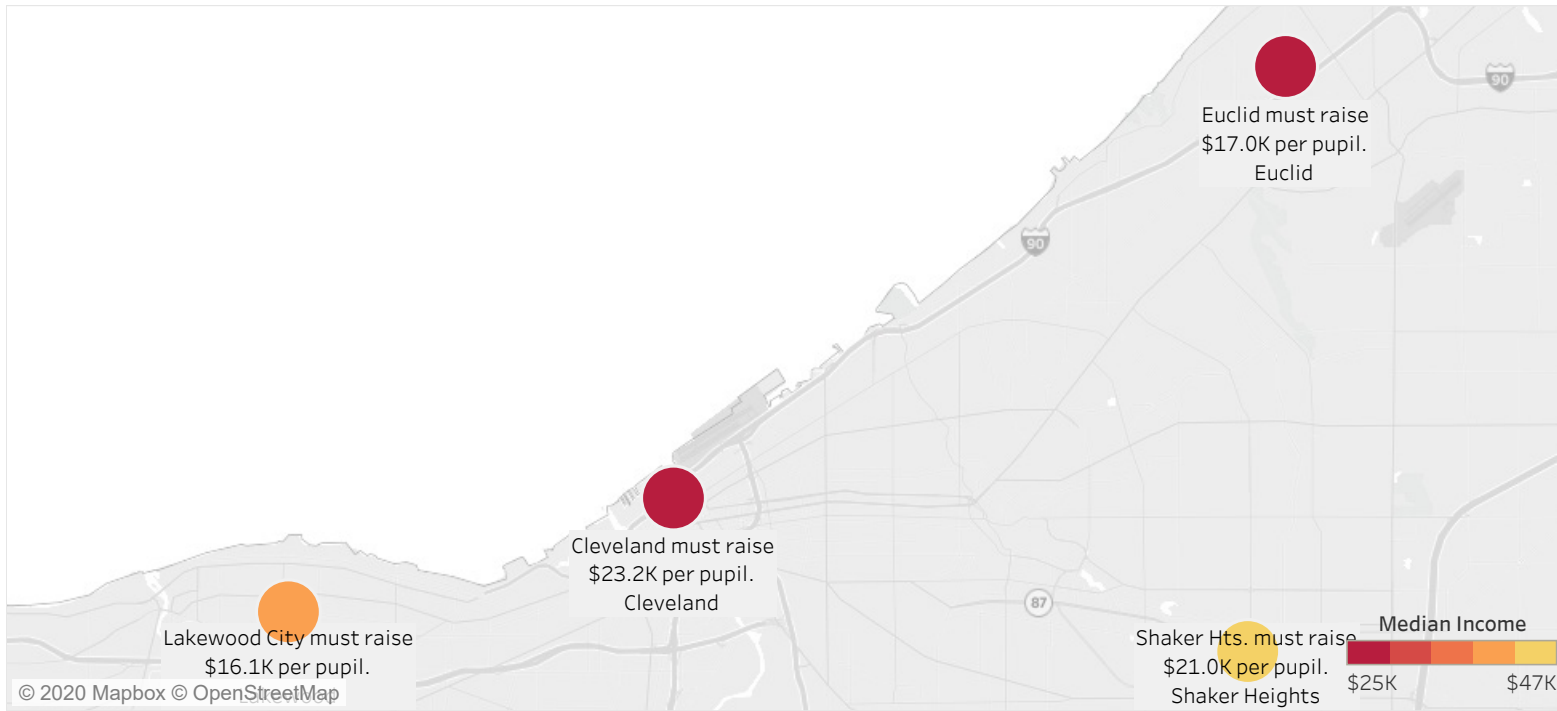 90
Euclid must raise
$17.0K per pupil.
Euclid
90
Cleveland must raise
$23.2K per pupil.
Cleveland
87
Lakewood City must raise
$16.1K per pupil.
Lakewood
Shaker Hts. must raise
$21.0K per pupil.
Shaker Heights
Median Income
$25K $47K
© 2020 Mapbox © OpenStreetMap